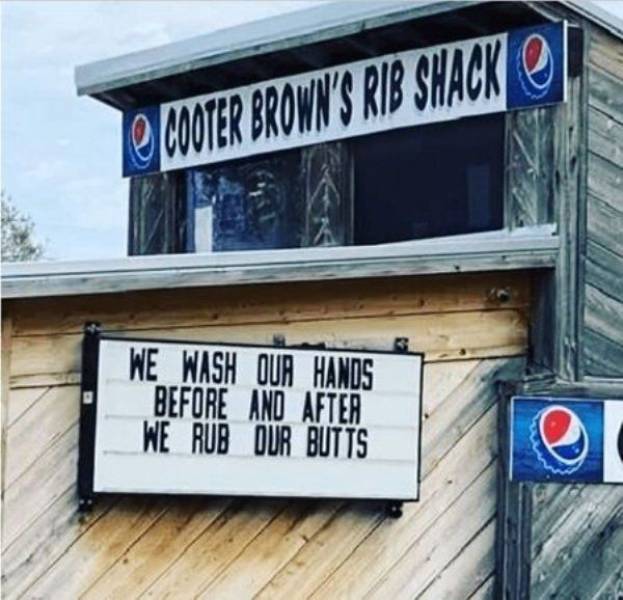 COOTER BROWN'S RIB SHACK
WE WASH OUR HANDS
BEFORE AND AFTER
WE RUB OUR BUTTS